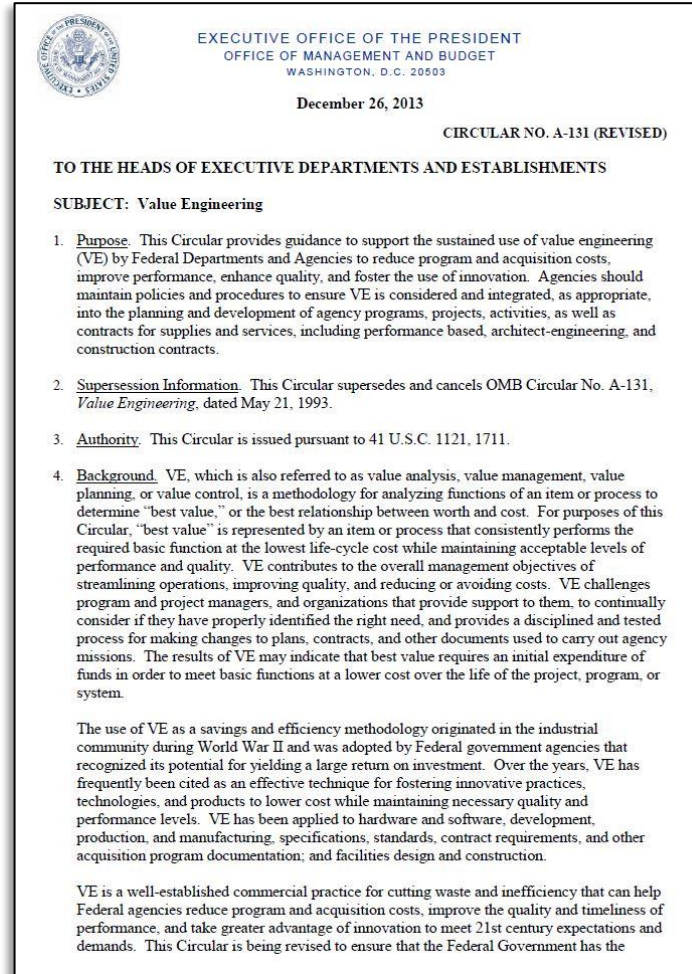 EXECUTIVE OFFICE OF THE PRESIDENT
OFFICE OF MANAGEMENT AND BUDGET
WASHINGTON, D.C. 20503
December 26, 2013
CIRCULAR NO. A-131 (REVISED)
TO THE HEADS OF EXECUTIVE DEPARTMENTS AND ESTABLISHMENTS
SUBJECT: Value Engineering
1. Purpose. This Circular provides guidance to support the sustained use of value engineering
(VE) by Federal Departments and Agencies to reduce program and acquisition costs,
improve performance, enhance quality, and foster the use of innovation. Agencies should
maintain policies and procedures to ensure VE is considered and integrated, as appropriate,
into the planning and development of agency programs, projects, activities, as well as
contracts for supplies and services, including performance based, architect-engineering, and
construction contracts.
2. Supersession Information. This Circular supersedes and cancels OMB Circular No. A-131,
Value Engineering, dated May 21, 1993.
3. Authority. This Circular is issued pursuant to 41 U.S.C. 1121, 1711.
4. Background. VE, which is also referred to as value analysis, value management, value
planning, or value control, is a methodology for analyzing functions of an item or process to
determine “best value,” or the best relationship between worth and cost. For purposes of this
Circular, “best value” is represented by an item or process that consistently performs the
required basic function at the lowest life-cycle cost while maintaining acceptable levels of
performance and quality. VE contributes to the overall management objectives of
streamlining operations, improving quality, and reducing or avoiding costs. VE challenges
program and project managers, and organizations that provide support to them, to continually
consider if they have properly identified the right need, and provides a disciplined and tested
process for making changes to plans, contracts, and other documents used to carry out agency
missions. The results of VE may indicate that best value requires an initial expenditure of
funds in order to meet basic functions at a lower cost over the life of the project, program, or
system.
The use of VE as a savings and efficiency methodology originated in the industrial
community during World War II and was adopted by Federal government agencies that
recognized its potential for yielding a large return on investment. Over the years, VE has
frequently been cited as an effective technique for fostering innovative practices,
technologies, and products to lower cost while maintaining necessary quality and
performance levels. VE has been applied to hardware and software, development,
production, and manufacturing, specifications, standards, contract requirements, and other
acquisition program documentation; and facilities design and construction.
VE is a well-established commercial practice for cutting waste and inefficiency that can help
Federal agencies reduce program and acquisition costs, improve the quality and timeliness of
performance, and take greater advantage of innovation to meet 21st century expectations and
demands. This Circular is being revised to ensure that the Federal Government has the